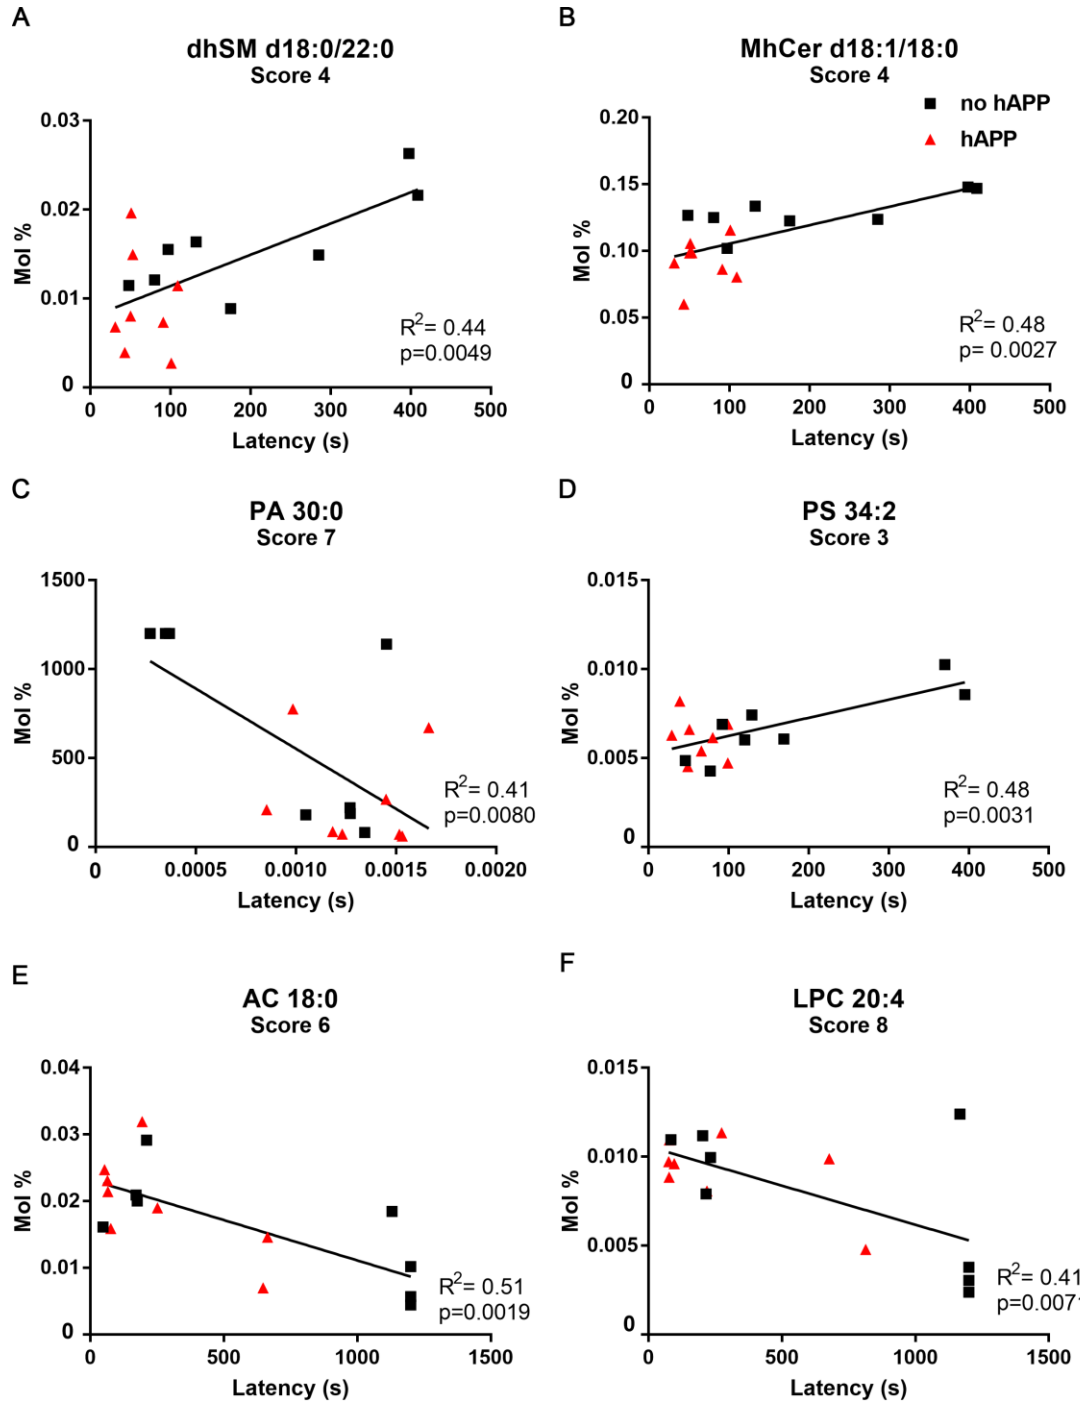 A
dhSM d18:0/22:0
Score 4
0.03
0.02
0.01
0
Mol %
0 100 200 300 400 500
Latency (s)
R²= 0.44
p=0.0049
B
MhCer d18:1/18:0
Score 4
no hAPP
hAPP
0.20
0.15
0.10
0.05
0
Mol %
0 100 200 300 400 500
Latency (s)
R²= 0.48
p= 0.0027
C
PA 30:0
Score 7
1500
1000
500
0
Mol %
0 0.0005 0.0010 0.0015 0.0020
Latency (s)
R²= 0.41
p=0.0080
D
PS 34:2
Score 3
0.015
0.010
0.005
0
Mol %
0 100 200 300 400 500
Latency (s)
R²= 0.48
p=0.0031
E
AC 18:0
Score 6
0.04
0.03
0.02
0.01
0
Mol %
0 500 1000 1500
Latency (s)
R²= 0.51
p=0.0019
F
LPC 20:4
Score 8
0.015
0.010
0.005
0
Mol %
0 500 1000 1500
Latency (s)
R²= 0.41
p=0.0071